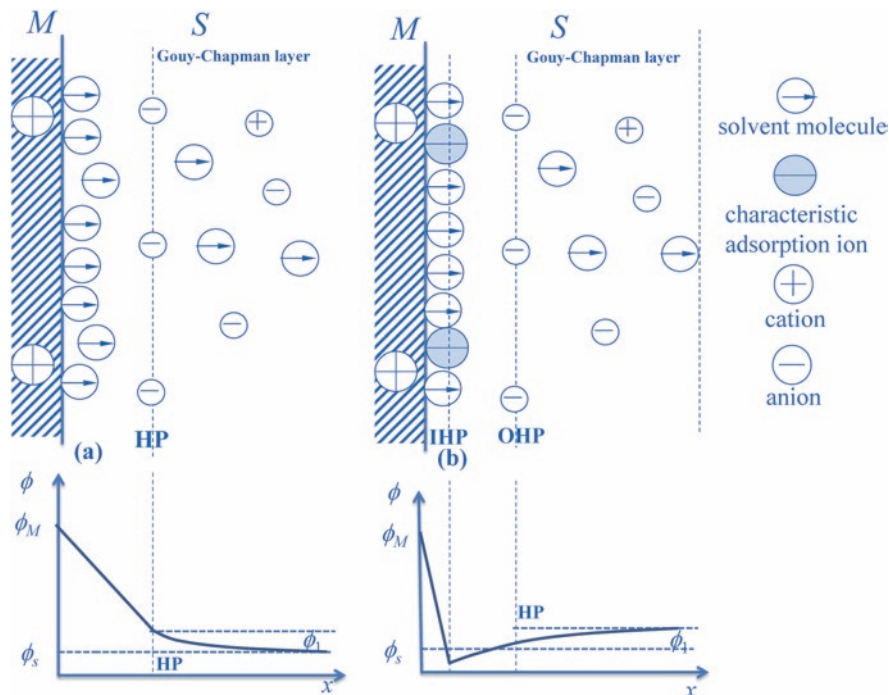 M S
Gouy-Chapman layer
HP
(a)
M S
Gouy-Chapman layer
IHP OHP
(b)
solvent molecule
characteristic
adsorption ion
cation
anion
ϕ
ϕM
ϕs
ϕ1
HP
x
ϕ
ϕM
HP
ϕs
ϕ1
x